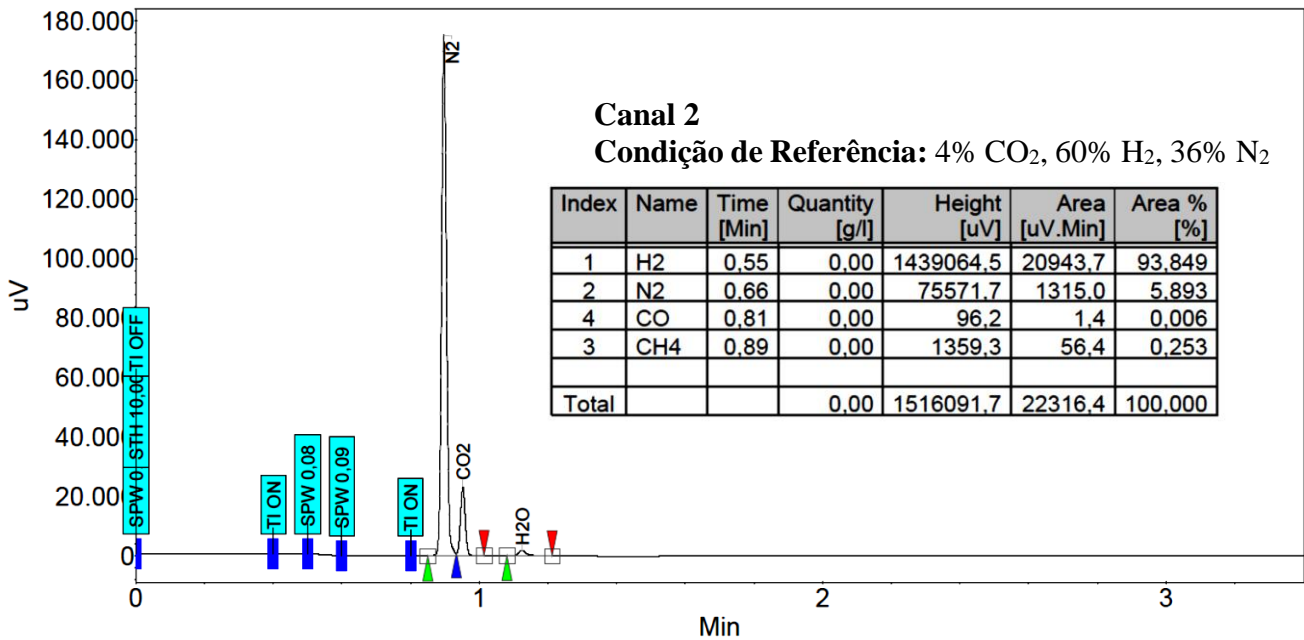 180.000
160.000
140.000
120.000
100.000
80.000
60.000
40.000
20.000
0
uV
N2
CO2
H2O
Canal 2
Condição de Referência: 4% CO₂, 60% H₂, 36% N₂
Index Name Time [Min] Quantity [g/l] Height [uV] Area [uV.Min] Area % [%]
1 H2 0,55 0,00 1439064,5 20943,7 93,849
2 N2 0,66 0,00 75571,7 1315,0 5,893
4 CO 0,81 0,00 96,2 1,4 0,006
3 CH4 0,89 0,00 1359,3 56,4 0,253
Total 0,00 1516091,7 22316,4 100,000
TI OFF
STH 10,00
SPW 0
TI ON
SPW 0,08
SPW 0,09
TI ON
0 1 2 3
Min